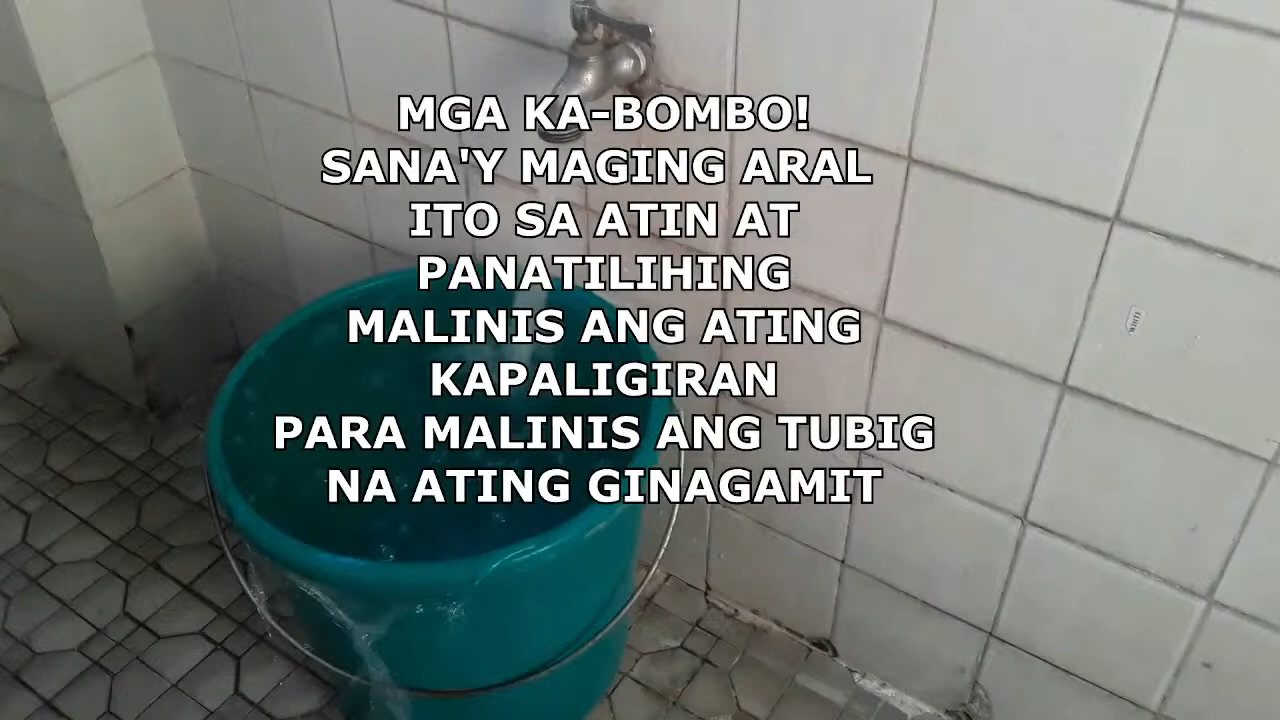 MGA KA-BOMBO!
SANA'Y MAGING ARAL
ITO SA ATIN AT
PANATILIHING
MALINIS ANG ATING
KAPALIGIRAN
PARA MALINIS ANG TUBIG
NA ATING GINAGAMIT